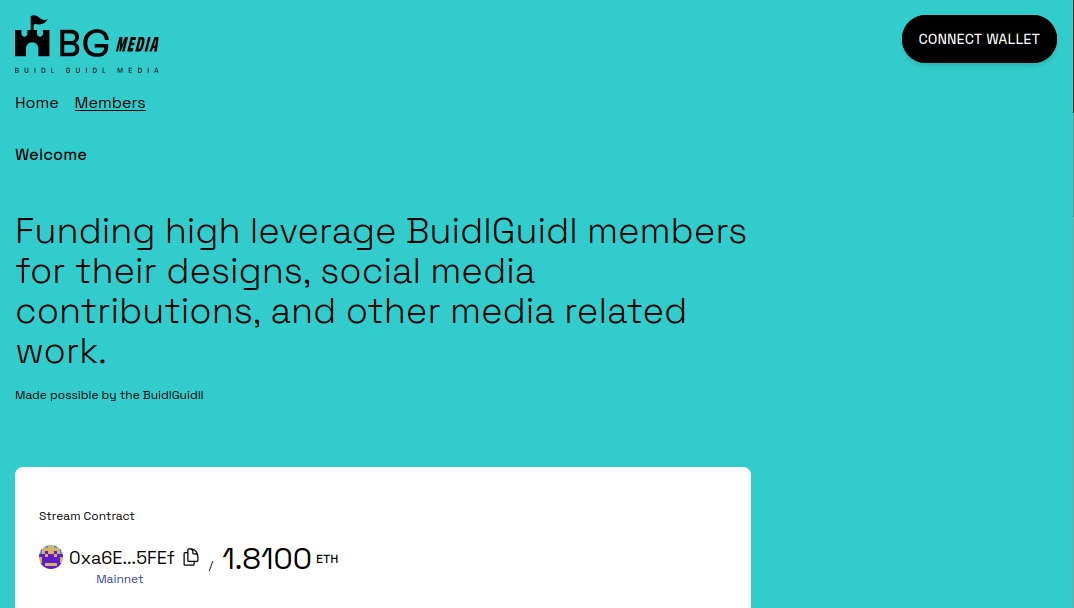 BG MEDIA
BUIDL GUIDL MEDIA
CONNECT WALLET
Home Members
Welcome
Funding high leverage BuidlGuidl members
for their designs, social media
contributions, and other media related
work.
Made possible by the BuidlGuidll
Stream Contract
0xa6E...5FEf / 1.8100 ETH
Mainnet